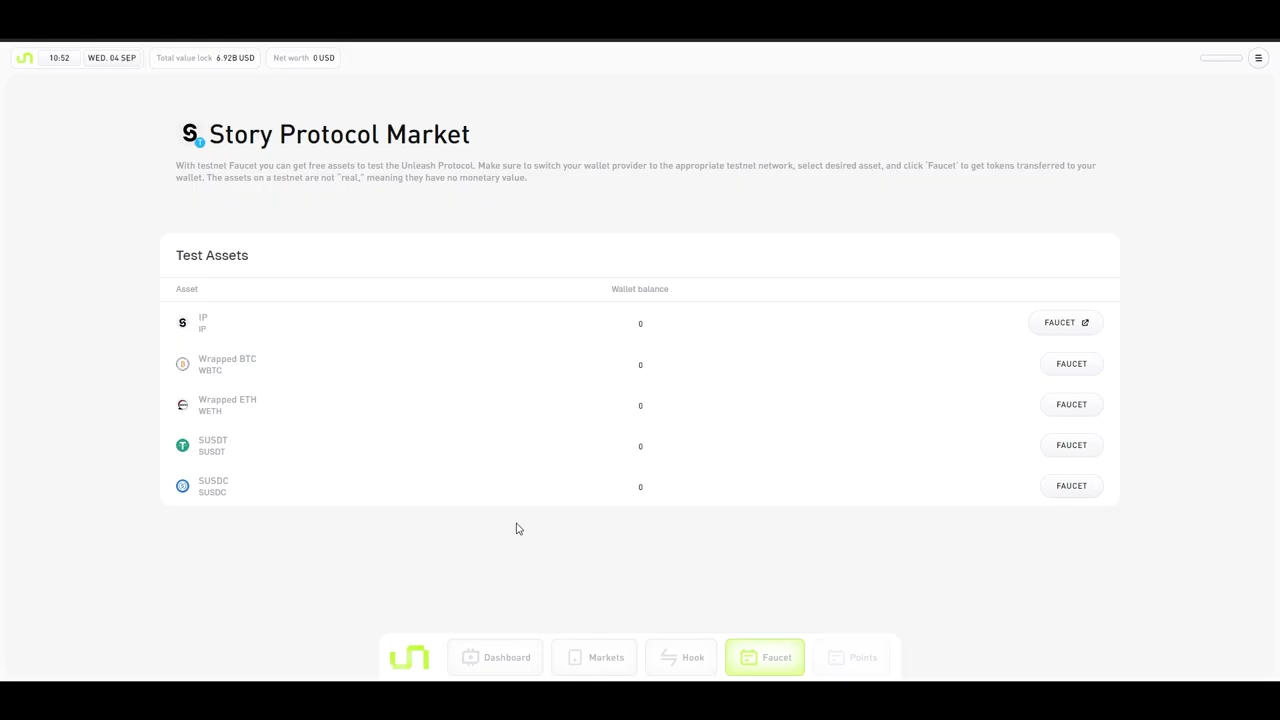 10:52 WED. 04 SEP Total value lock 6.92B USD Net worth 0 USD
Story Protocol Market
With testnet Faucet you can get free assets to test the Unleash Protocol. Make sure to switch your wallet provider to the appropriate testnet network, select desired asset, and click 'Faucet' to get tokens transferred to your
wallet. The assets on a testnet are not "real," meaning they have no monetary value.
Test Assets
Asset Wallet balance
IP
IP
0 FAUCET
Wrapped BTC
WBTC
0 FAUCET
Wrapped ETH
WETH
0 FAUCET
SUSDT
SUSDT
0 FAUCET
SUSDC
SUSDC
0 FAUCET
Dashboard Markets Hook Faucet Points